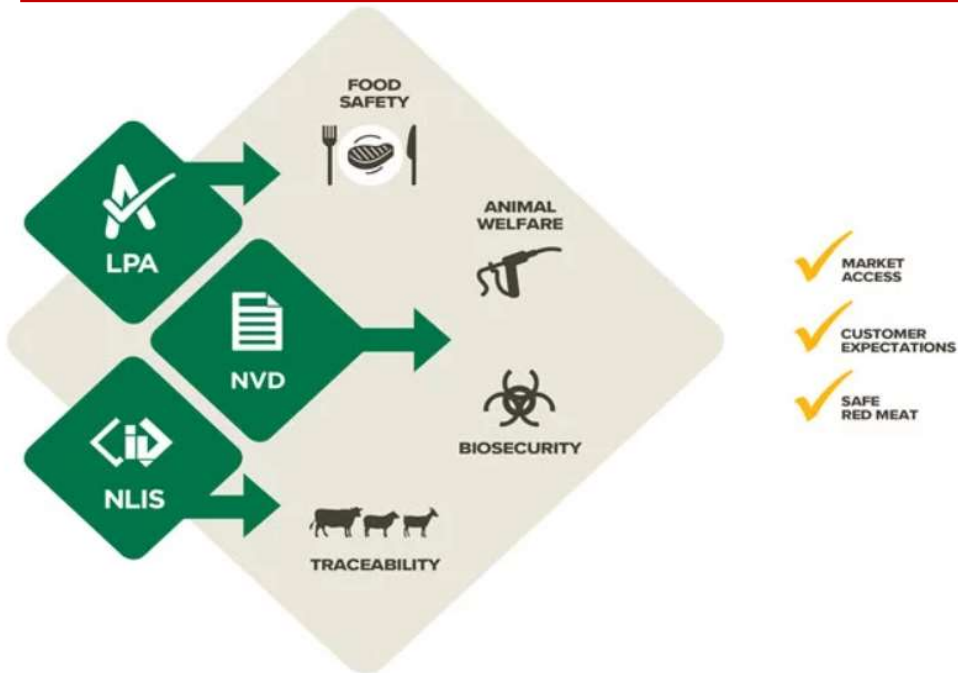 FOOD
SAFETY
LPA
ANIMAL
WELFARE
NVD
BIOSECURITY
NLIS
TRACEABILITY
MARKET
ACCESS
CUSTOMER
EXPECTATIONS
SAFE
RED MEAT